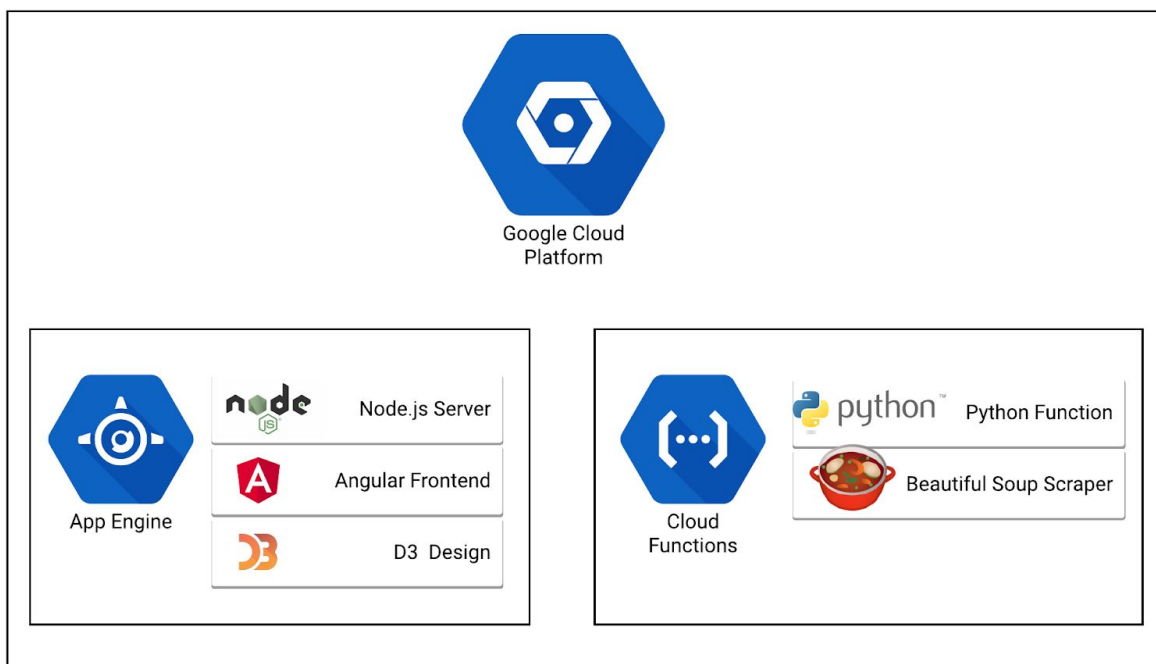 Google Cloud
Platform
App Engine
node
JS
Node.js Server
A
Angular Frontend
D3
D3 Design
Cloud
Functions
python™
Python Function
Beautiful Soup Scraper